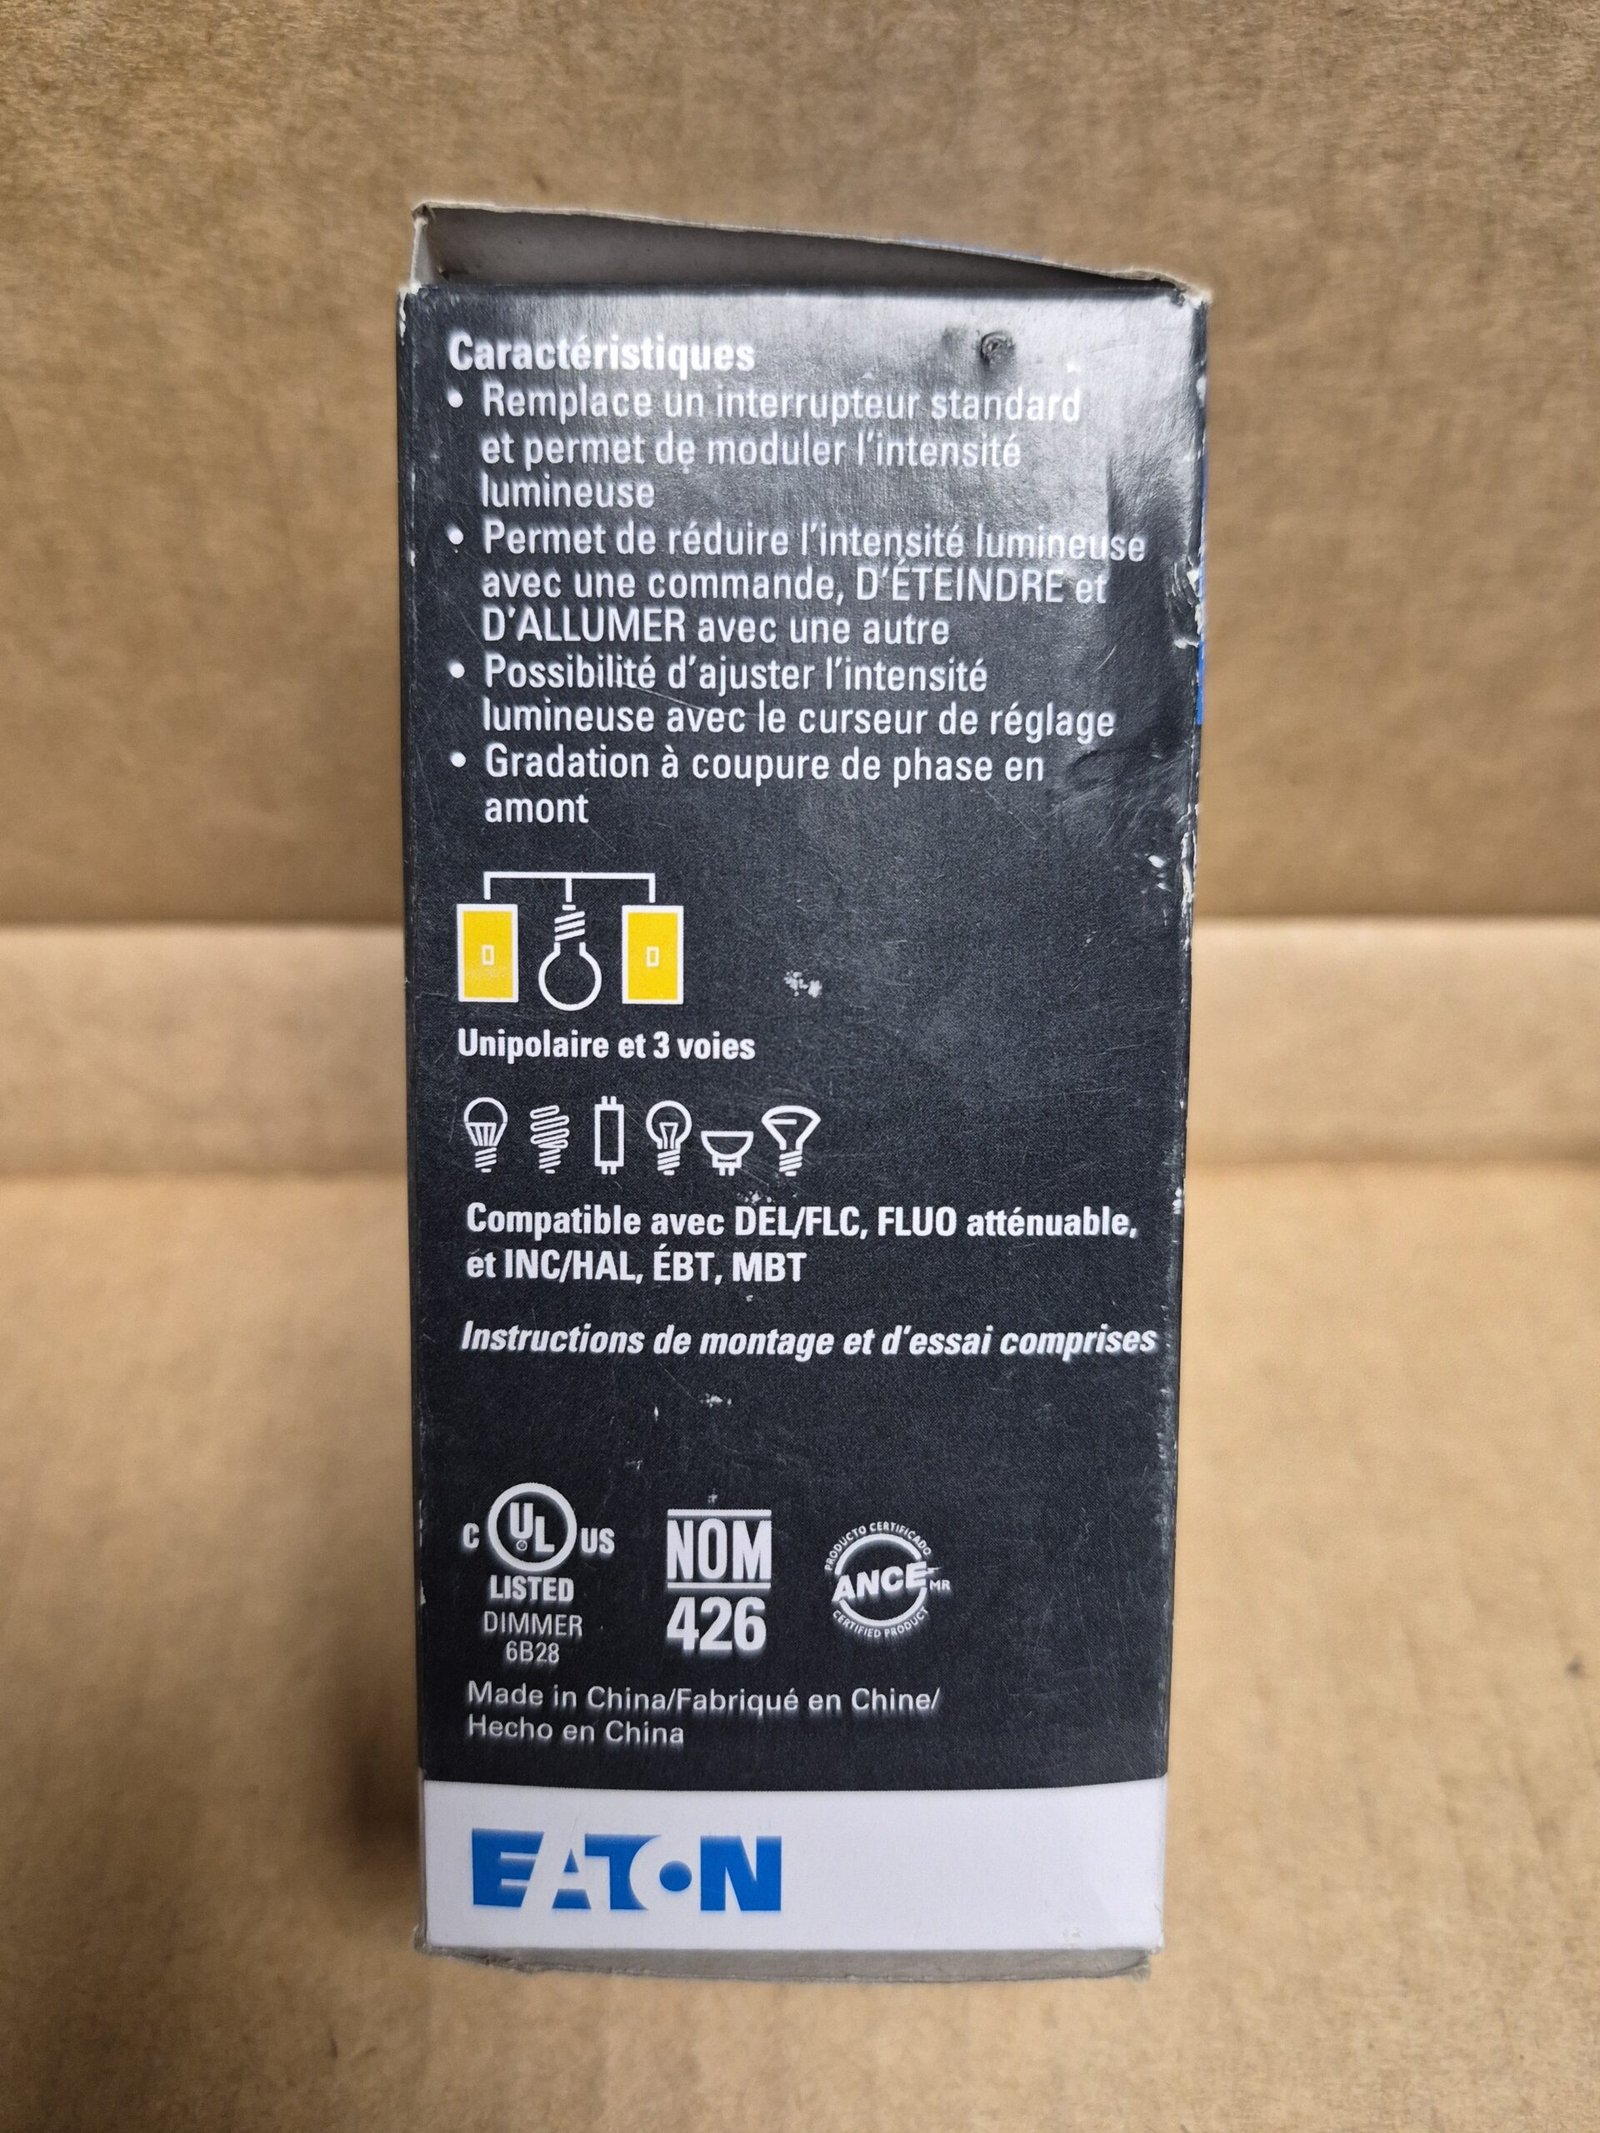 Caractéristiques
• Remplace un interrupteur standard
et permet de moduler l'intensité
lumineuse
• Permet de réduire l'intensité lumineuse
avec une commande, D'ÉTEINDRE et
D'ALLUMER avec une autre
• Possibilité d'ajuster l'intensité
lumineuse avec le curseur de réglage
• Gradation à coupure de phase en
amont
Unipolaire et 3 voies
Compatible avec DEL/FLC, FLUO atténuable,
et INC/HAL, ÉBT, MBT
Instructions de montage et d'essai comprises
C UL US
LISTED
DIMMER
6B28
NOM
426
PRODUCTO CERTIFICADO
ANCE MR
CERTIFIED PRODUCT
Made in China/Fabriqué en Chine/
Hecho en China
EATON